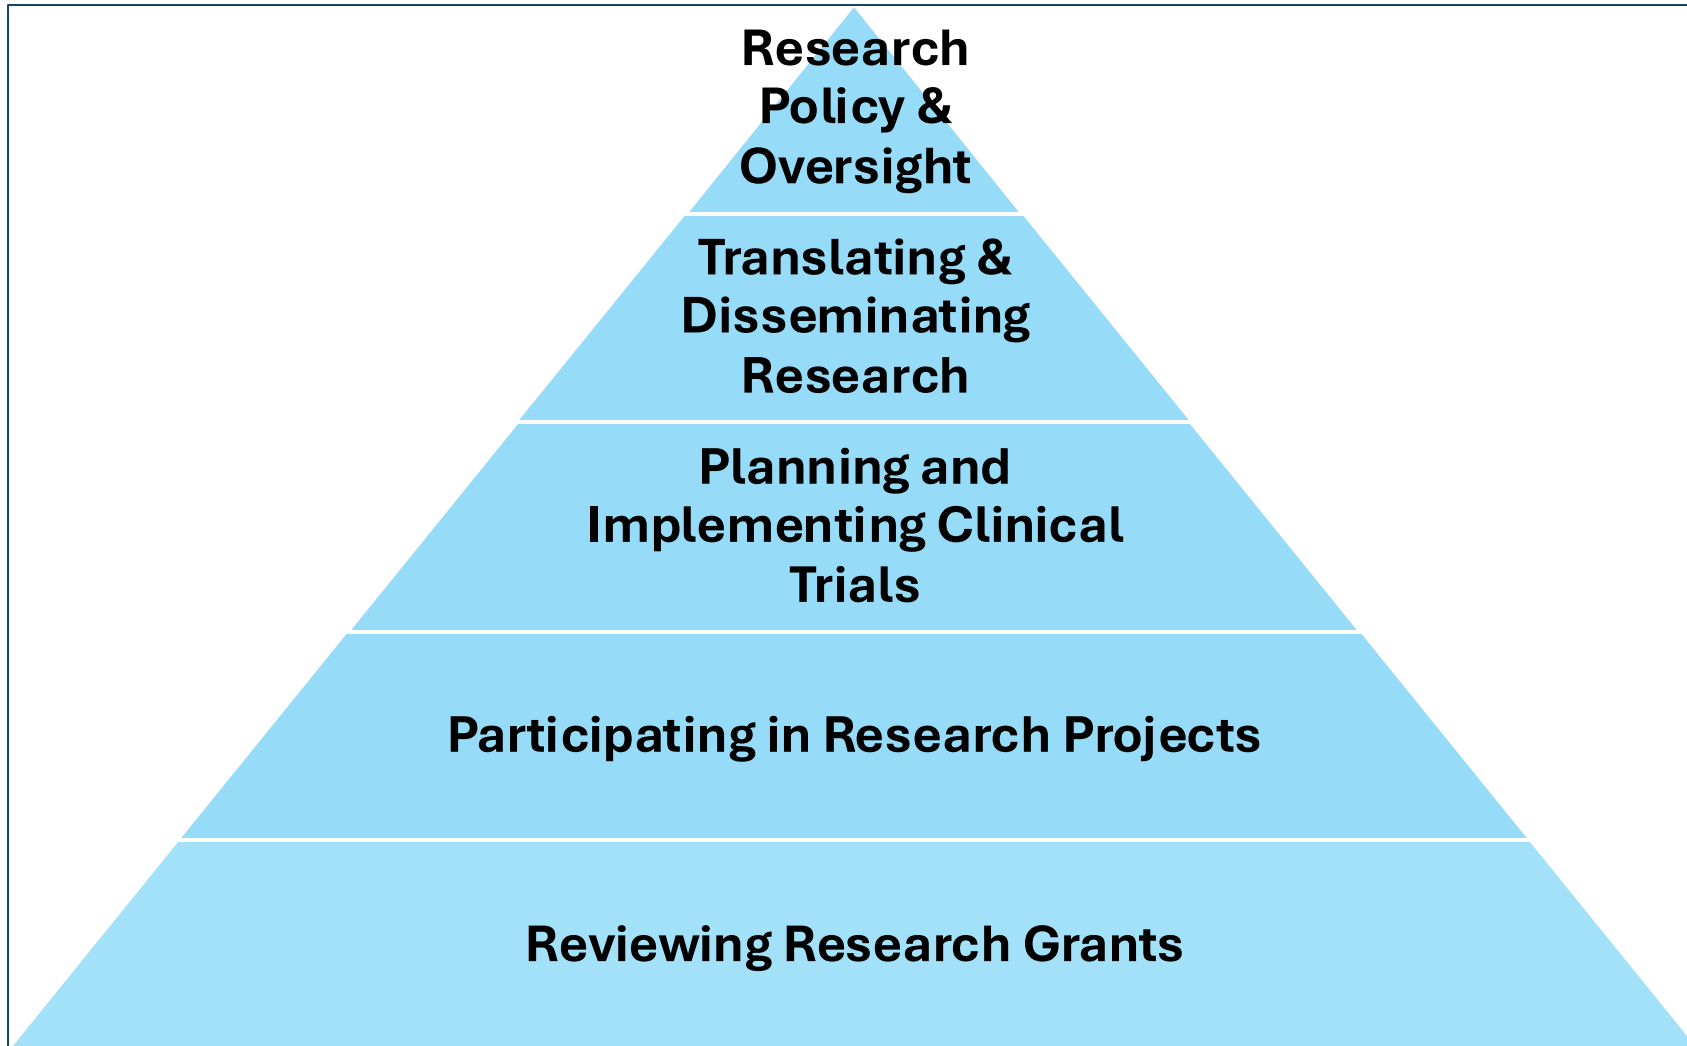 Research
Policy &
Oversight
Translating &
Disseminating
Research
Planning and
Implementing Clinical
Trials
Participating in Research Projects
Reviewing Research Grants